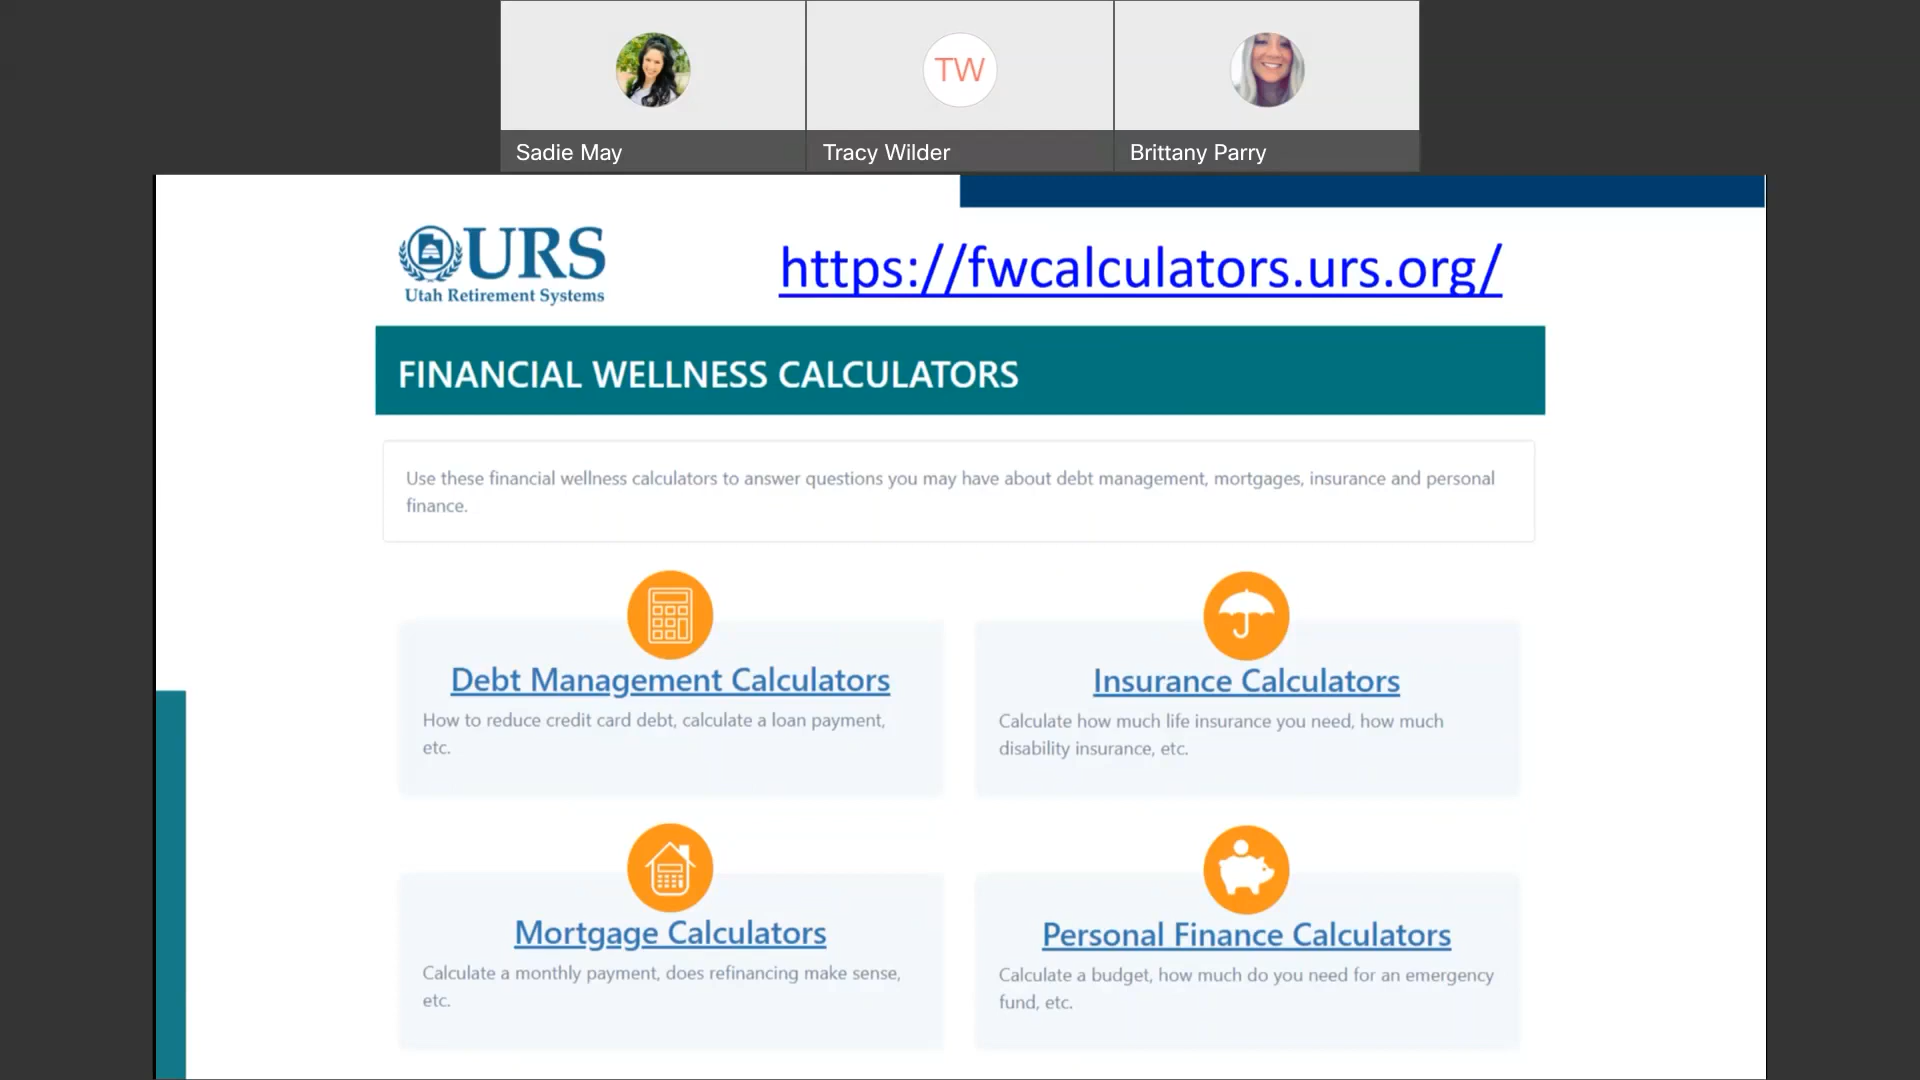 TW
Sadie May
Tracy Wilder
Brittany Parry
URS
Utah Retirement Systems
https://fwcalculators.urs.org/
FINANCIAL WELLNESS CALCULATORS
Use these financial wellness calculators to answer questions you may have about debt management, mortgages, insurance and personal
finance.
Debt Management Calculators
How to reduce credit card debt, calculate a loan payment,
etc.
Insurance Calculators
Calculate how much life insurance you need, how much
disability insurance, etc.
Mortgage Calculators
Calculate a monthly payment, does refinancing make sense,
etc.
Personal Finance Calculators
Calculate a budget, how much do you need for an emergency
fund, etc.